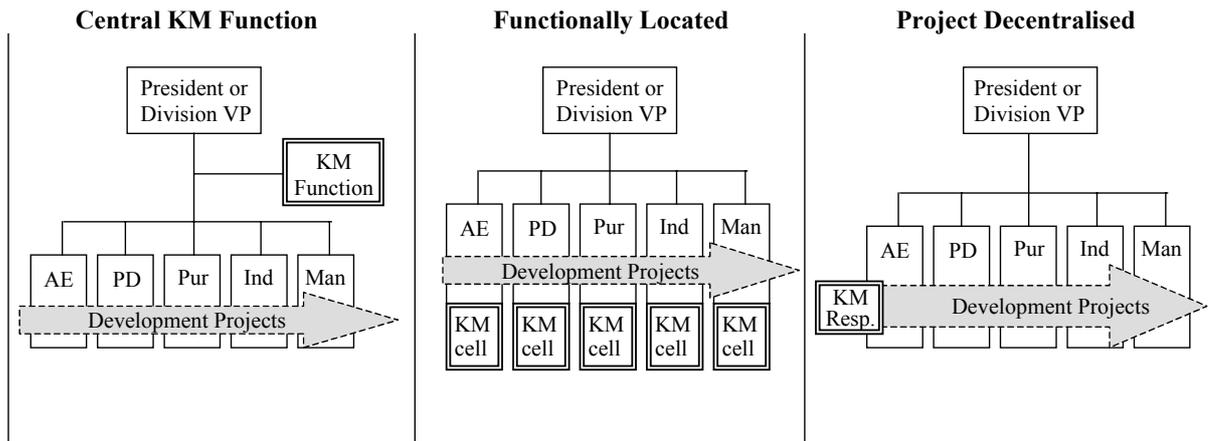 Central KM Function
President or
Division VP
KM
Function
AE
PD
Pur
Ind
Man
Development Projects
Functionally Located
President or
Division VP
AE
PD
Pur
Ind
Man
Development Projects
KM
cell
KM
cell
KM
cell
KM
cell
KM
cell
Project Decentralised
President or
Division VP
AE
PD
Pur
Ind
Man
KM
Resp.
Development Projects